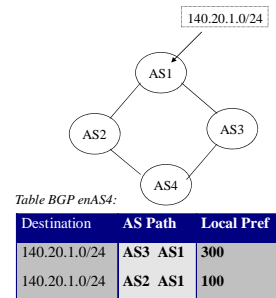 140.20.1.0/24
AS1
AS2
AS3
AS4
Table BGP enAS4:
Destination AS Path Local Pref
140.20.1.0/24 AS3 AS1 300
140.20.1.0/24 AS2 AS1 100